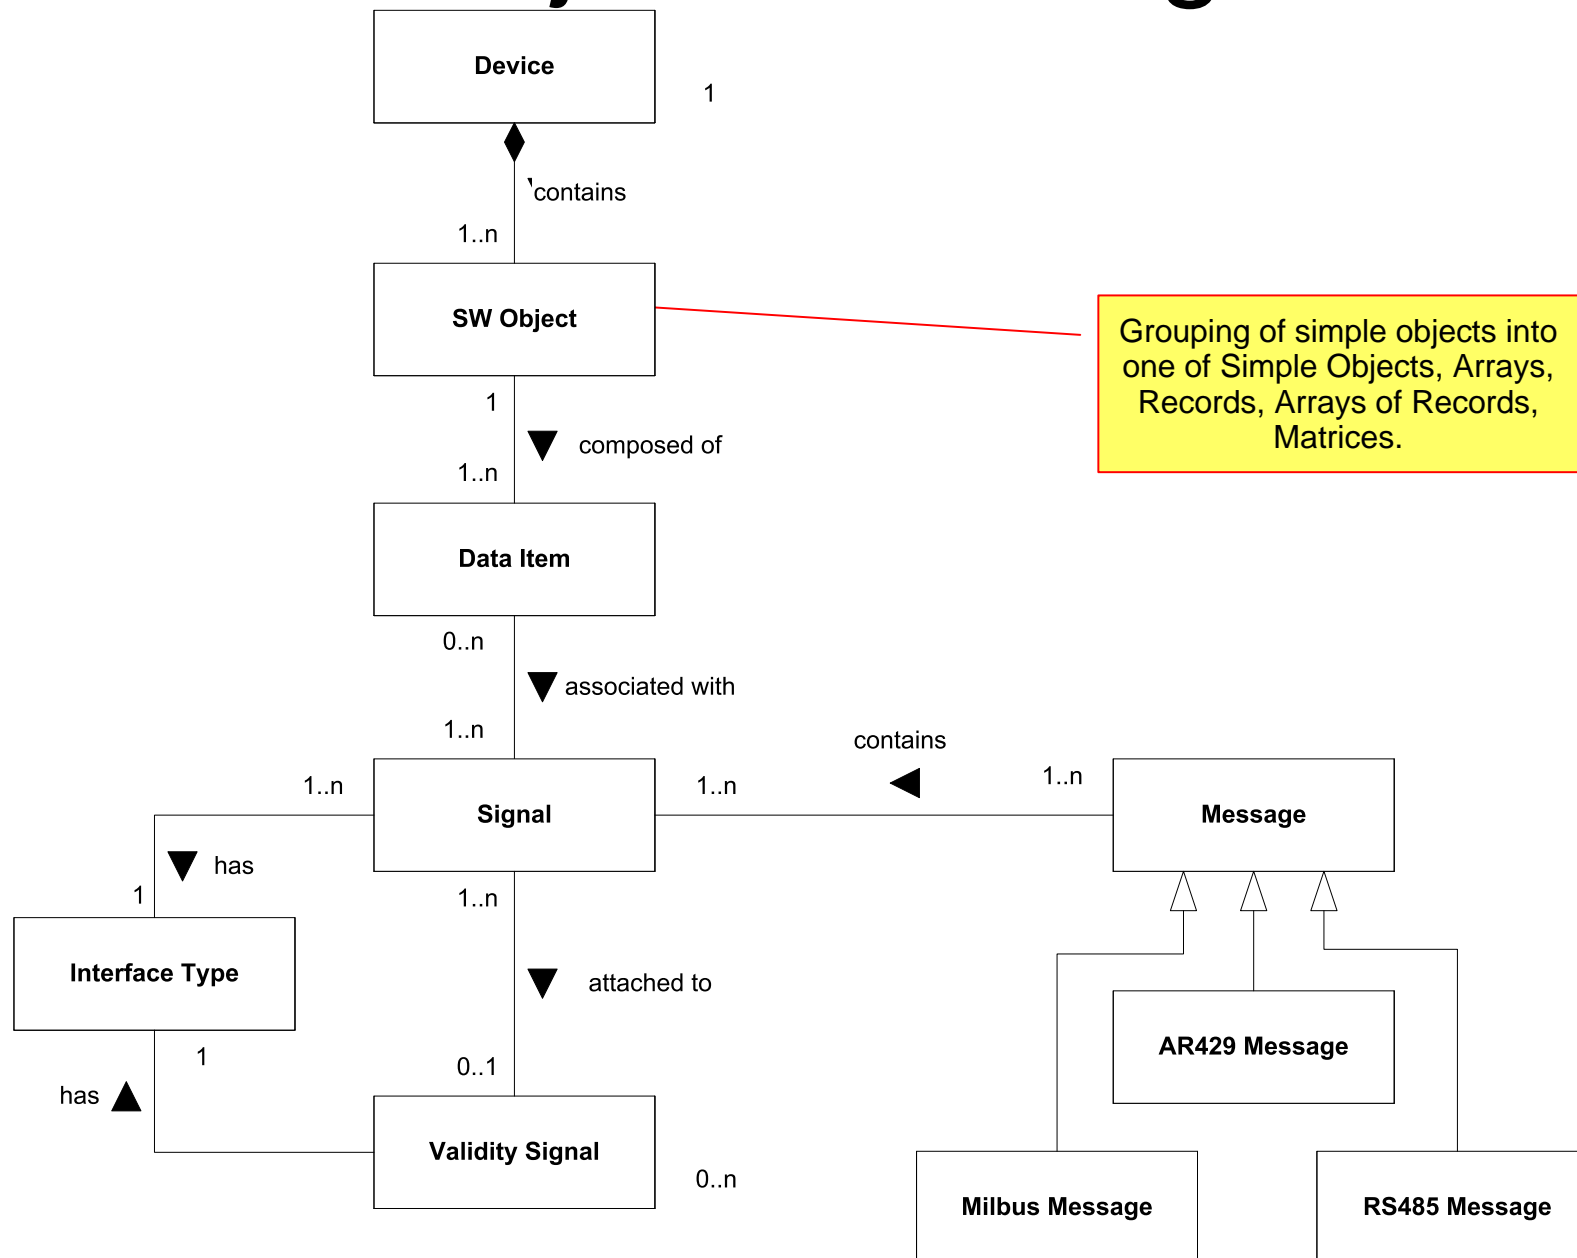 Device
1
contains
1..n
SW Object
Grouping of simple objects into
one of Simple Objects, Arrays,
Records, Arrays of Records,
Matrices.
1
composed of
1..n
Data Item
0..n
associated with
1..n
contains
1..n
1..n
1..n
Signal
Message
has
1
1..n
Interface Type
attached to
AR429 Message
1
0..1
has
Validity Signal
0..n
Milbus Message
RS485 Message